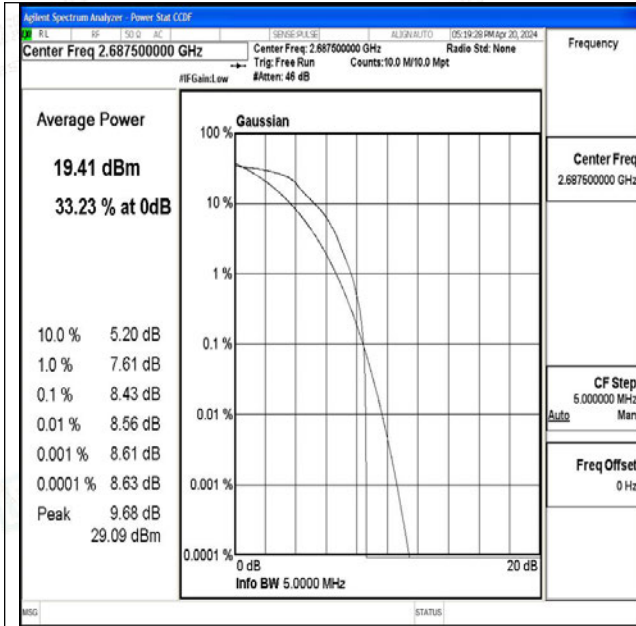 Agilent Spectrum Analyzer - Power Stat CCDF
RL RF 50 Ω AC SENSE:PULSE ALIGNAUTO 05:19:28 PM Apr 20, 2024
Center Freq 2.687500000 GHz
Center Freq: 2.687500000 GHz Radio Std: None
Trig: Free Run Counts:10.0 M/10.0 Mpt
#IFGain:Low #Atten: 46 dB
Frequency
Average Power
19.41 dBm
33.23 % at 0dB
10.0 % 5.20 dB
1.0 % 7.61 dB
0.1 % 8.43 dB
0.01 % 8.56 dB
0.001 % 8.61 dB
0.0001 % 8.63 dB
Peak 9.68 dB
29.09 dBm
Gaussian
100 %
10 %
1 %
0.1 %
0.01 %
0.001 %
0.0001 %
0 dB 20 dB
Info BW 5.0000 MHz
Center Freq
2.687500000 GHz
CF Step
5.000000 MHz
Auto Man
Freq Offset
0 Hz
MSG STATUS